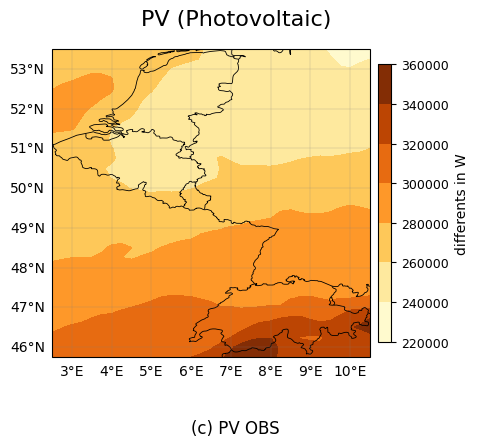 PV (Photovoltaic)
53°N
52°N
51°N
50°N
49°N
48°N
47°N
46°N
3°E 4°E 5°E 6°E 7°E 8°E 9°E 10°E
360000
340000
320000
300000
280000
260000
240000
220000
differents in W
(c) PV OBS